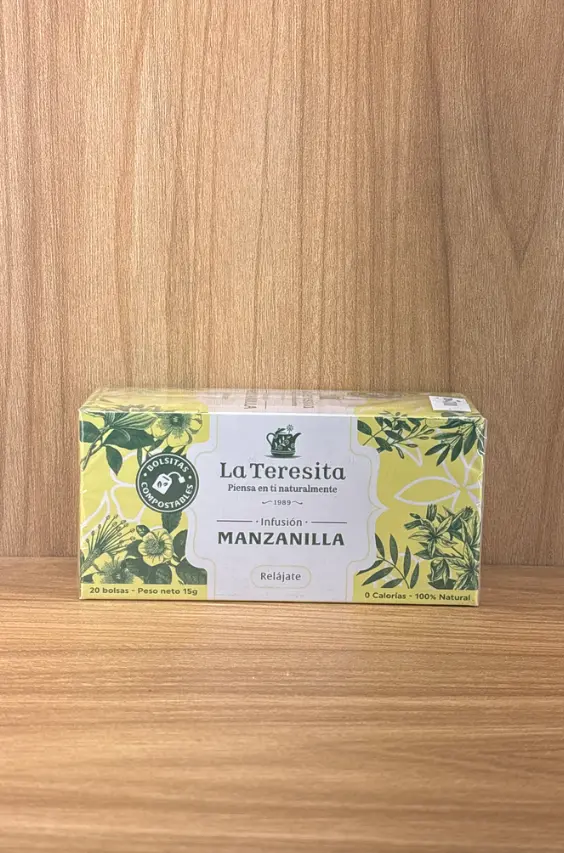 BOLSITAS
COMPOSTABLES
La Teresita
Piensa en ti naturalmente
1989
· Infusión ·
MANZANILLA
Relájate
20 bolsas - Peso neto 15g
0 Calorías - 100% Natural